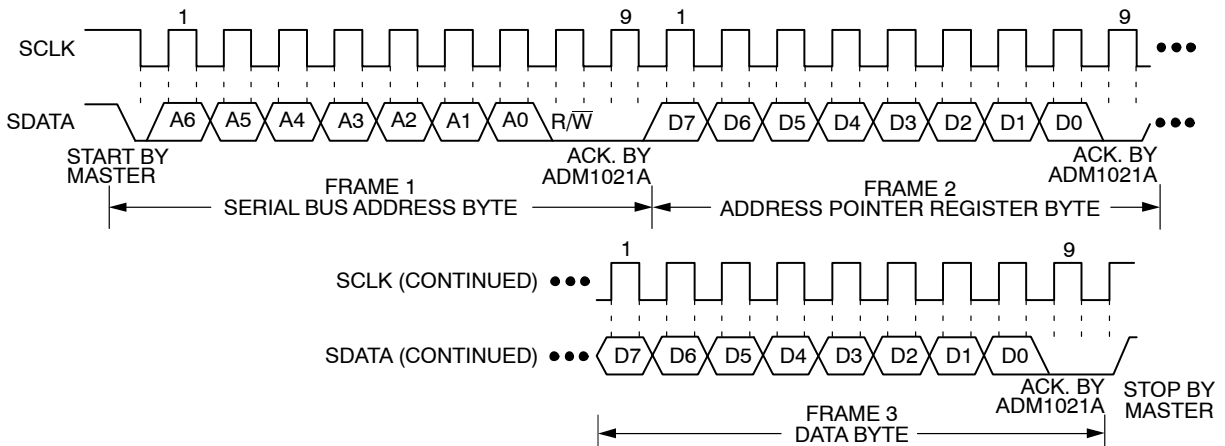 1 9 1 9
SCLK
SDATA A6 A5 A4 A3 A2 A1 A0 R/W̅ D7 D6 D5 D4 D3 D2 D1 D0
START BY
MASTER
ACK. BY
ADM1021A
ACK. BY
ADM1021A
FRAME 1
SERIAL BUS ADDRESS BYTE
FRAME 2
ADDRESS POINTER REGISTER BYTE
1 9
SCLK (CONTINUED)
SDATA (CONTINUED) D7 D6 D5 D4 D3 D2 D1 D0
ACK. BY
ADM1021A
STOP BY
MASTER
FRAME 3
DATA BYTE